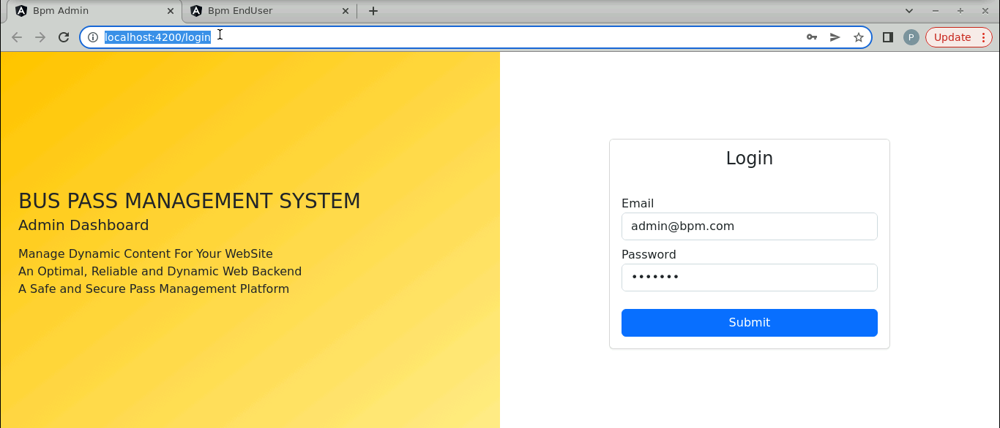 Bpm Admin
Bpm EndUser
localhost:4200/login
P
Update
BUS PASS MANAGEMENT SYSTEM
Admin Dashboard
Manage Dynamic Content For Your WebSite
An Optimal, Reliable and Dynamic Web Backend
A Safe and Secure Pass Management Platform
Login
Email
admin@bpm.com
Password
•••••••
Submit